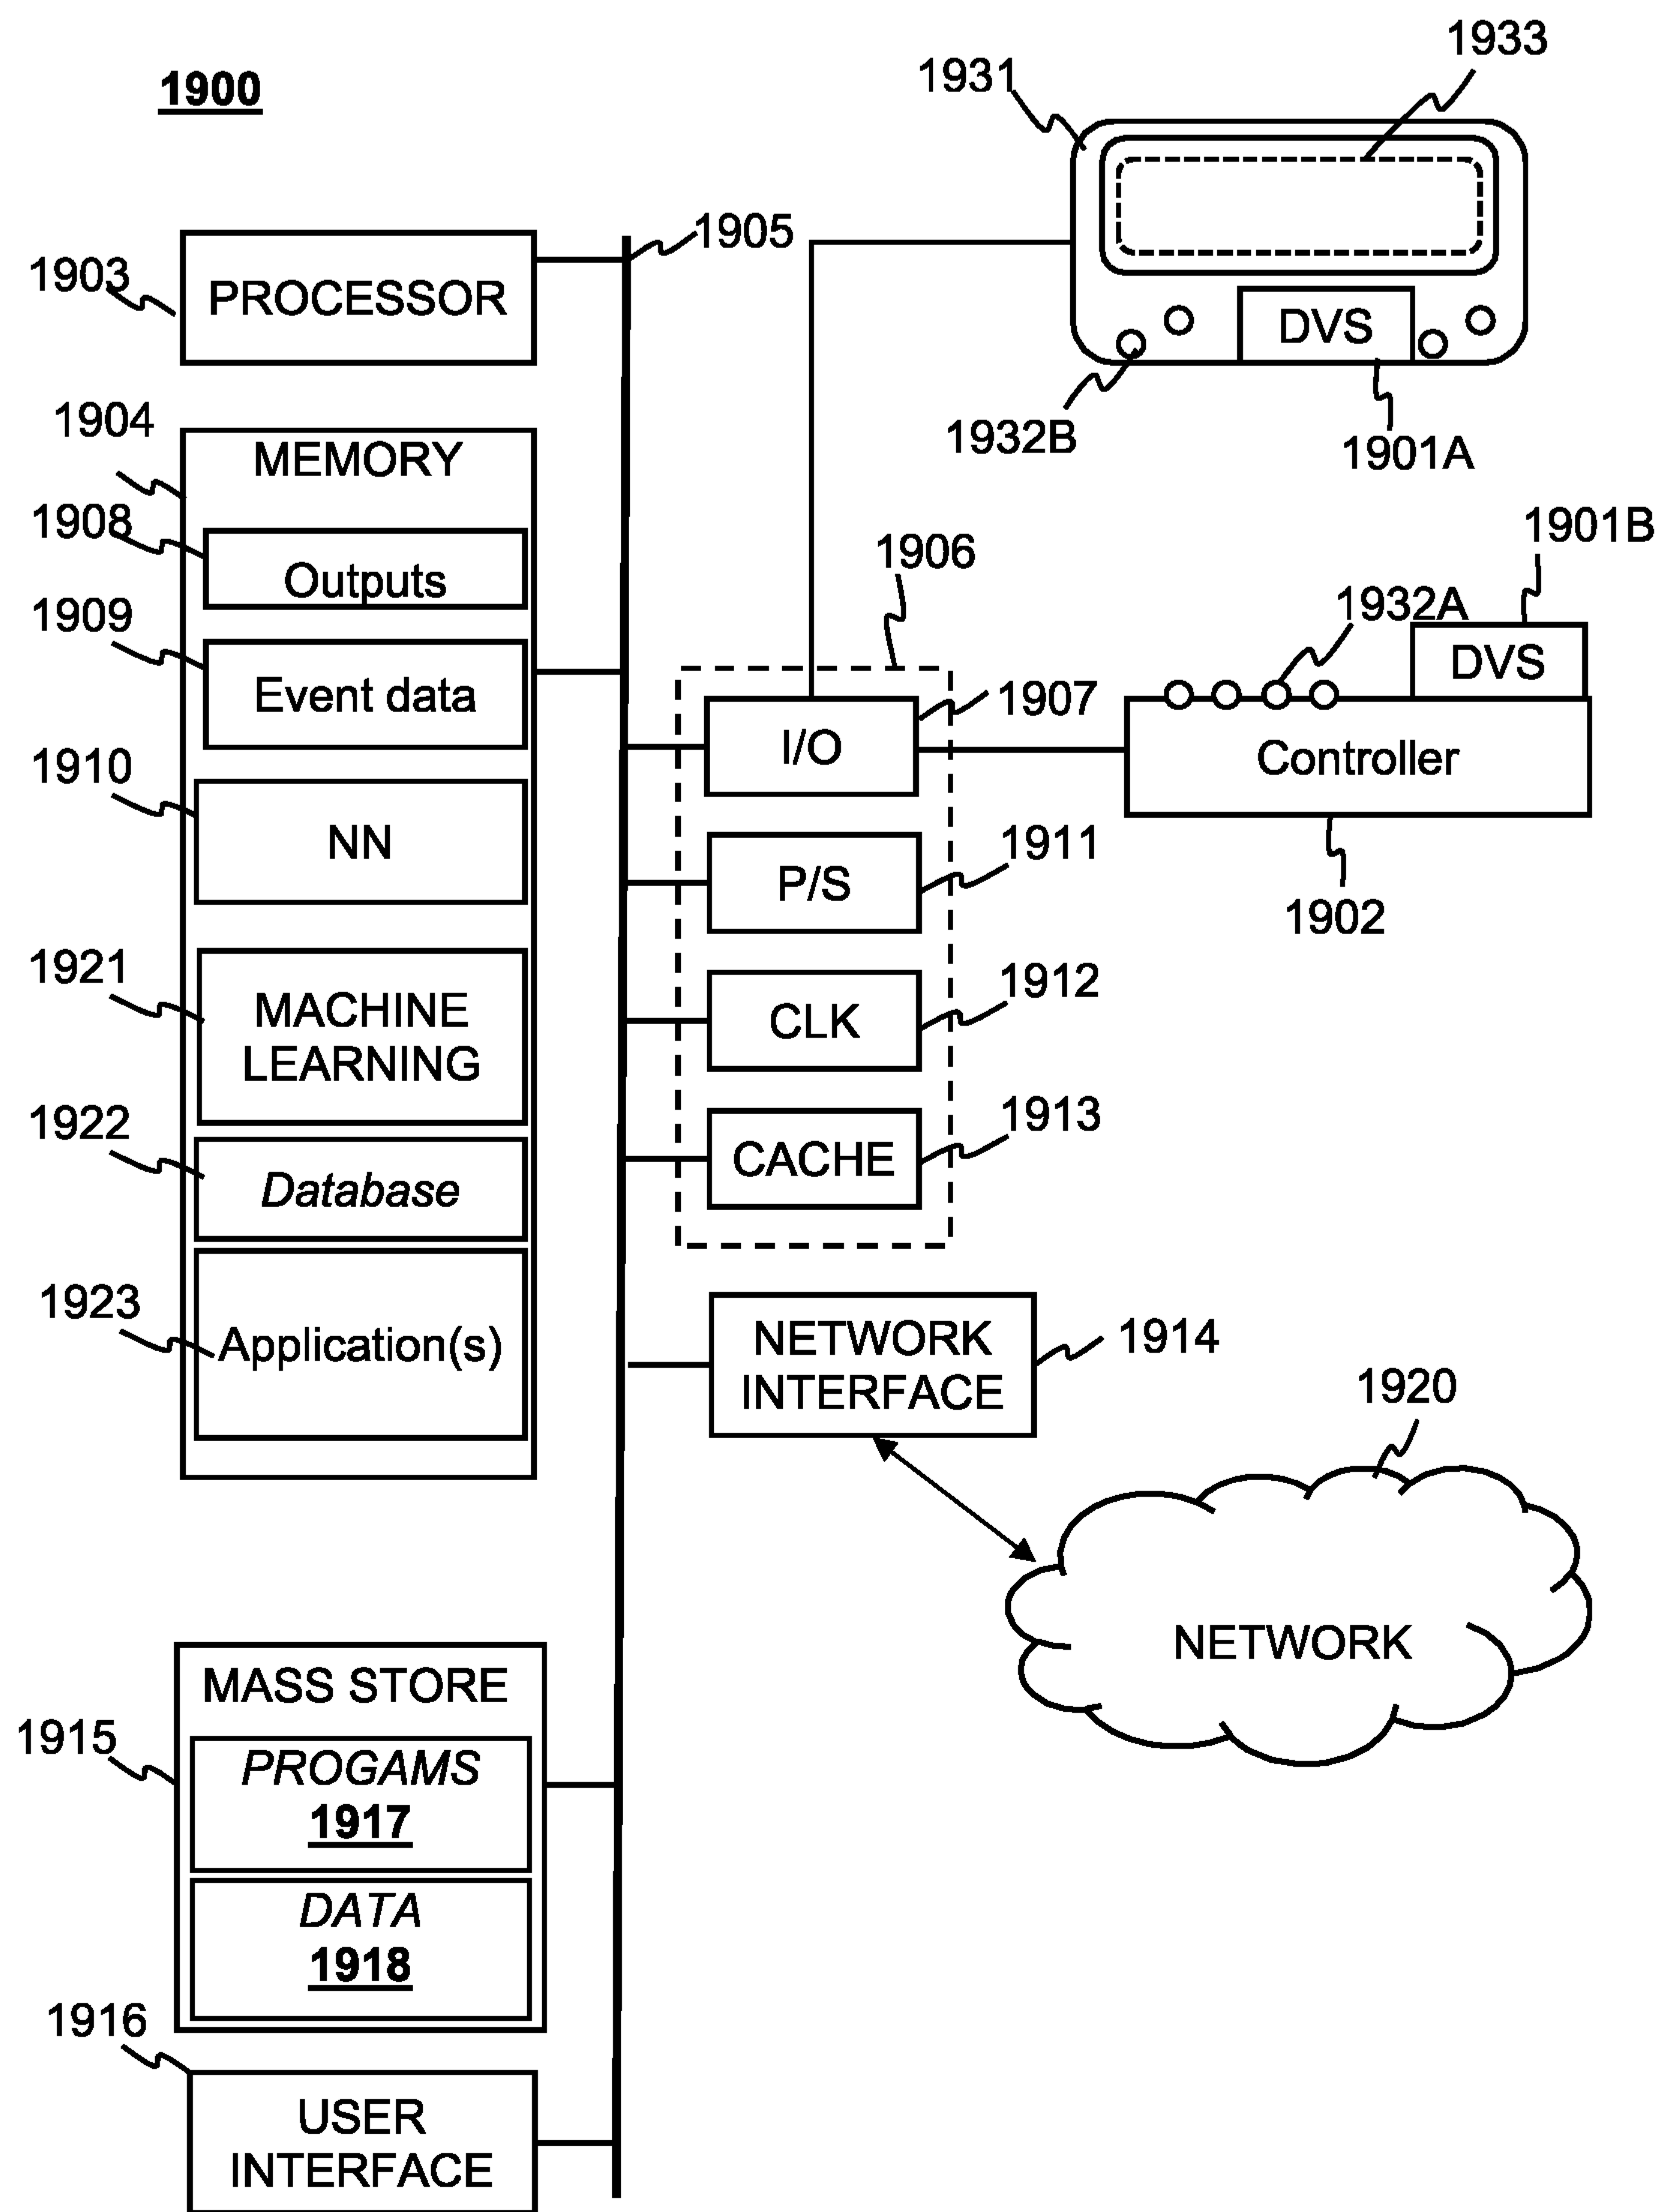 1900
1933
1931
1905
1903
PROCESSOR
DVS
1932B
1901A
1904
MEMORY
1908
Outputs
1909
Event data
1910
NN
1921
MACHINE
LEARNING
1922
Database
1923
Application(s)
1906
1901B
1932A
DVS
1907
I/O
Controller
1902
1911
P/S
1912
CLK
1913
CACHE
NETWORK
INTERFACE
1914
1920
NETWORK
MASS STORE
1915
PROGAMS
1917
DATA
1918
1916
USER
INTERFACE